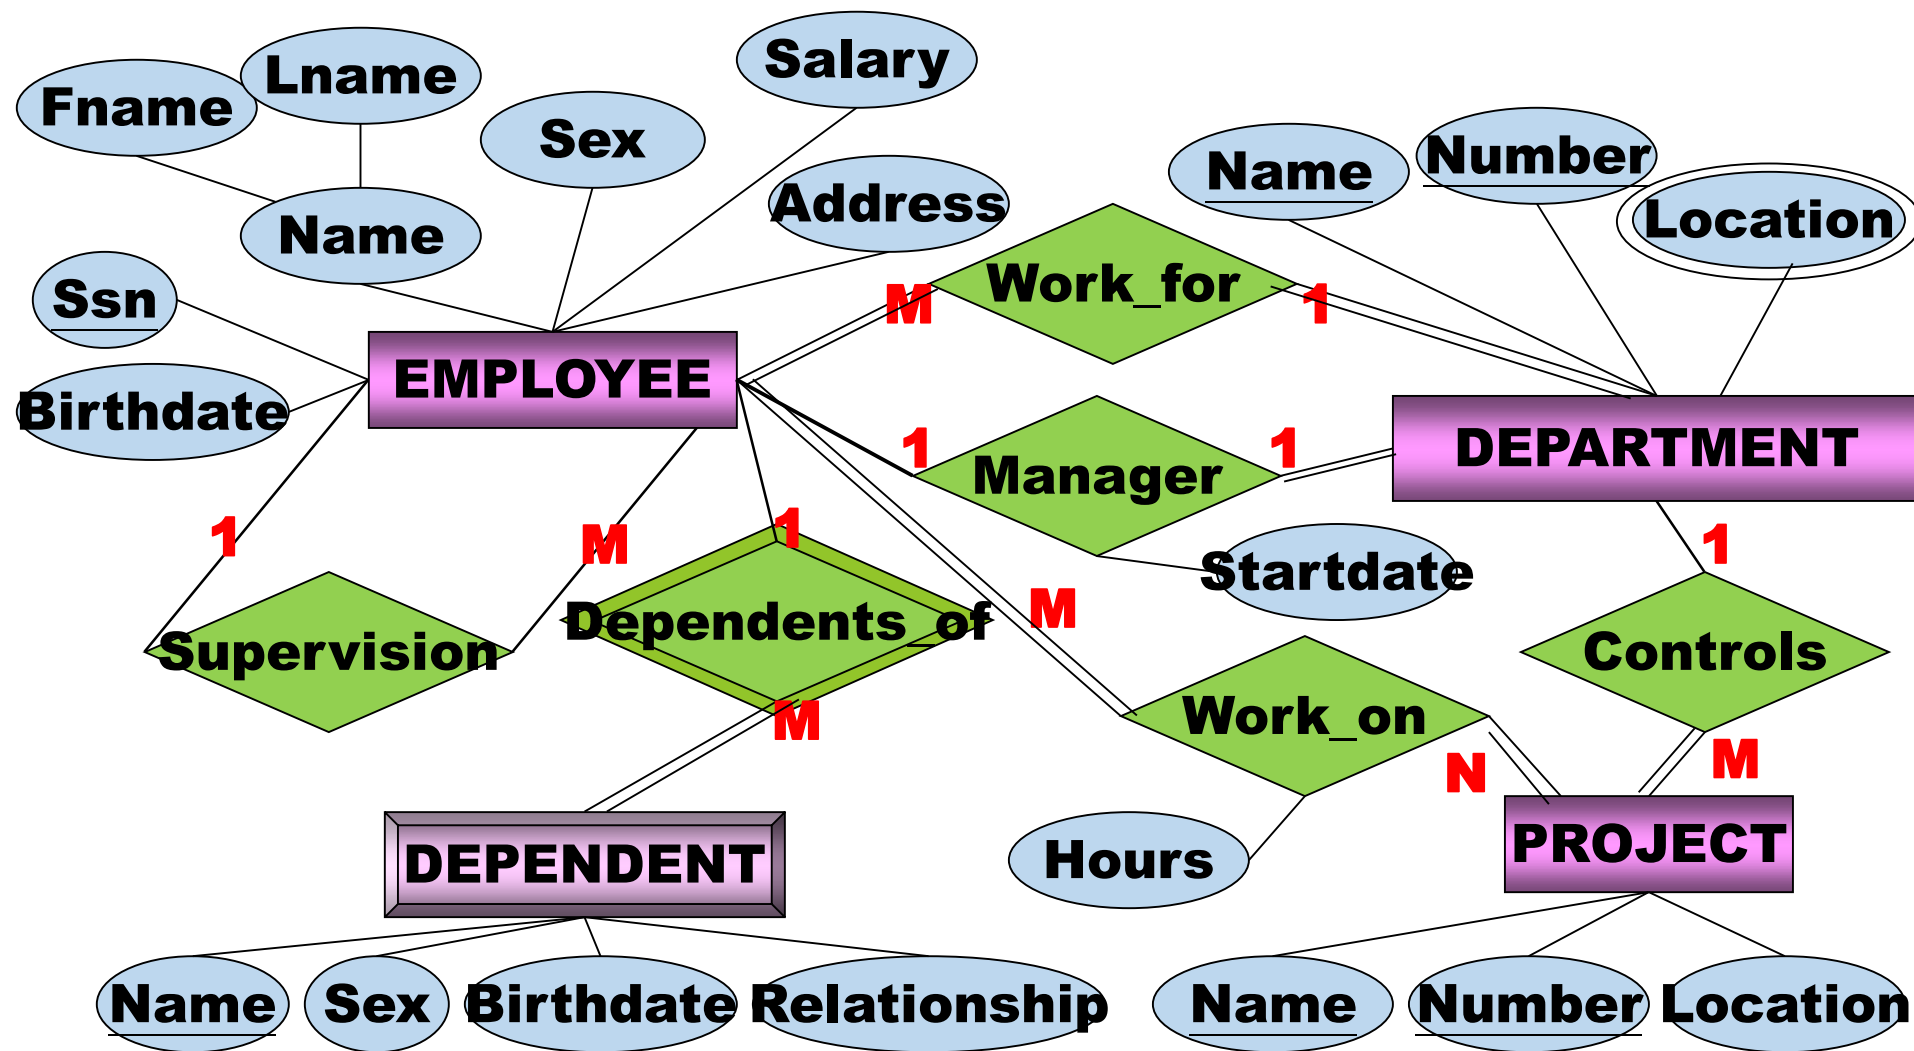 Salary
Lname
Fname
Sex
Number
Name
Address
Location
Name
Work_for
Ssn
M
1
EMPLOYEE
Birthdate
1
1
DEPARTMENT
Manager
1
M
1
1
Startdate
M
Dependents_of
Supervision
Controls
M
Work_on
M
N
PROJECT
DEPENDENT
Hours
Name
Sex
Birthdate
Relationship
Name
Number
Location